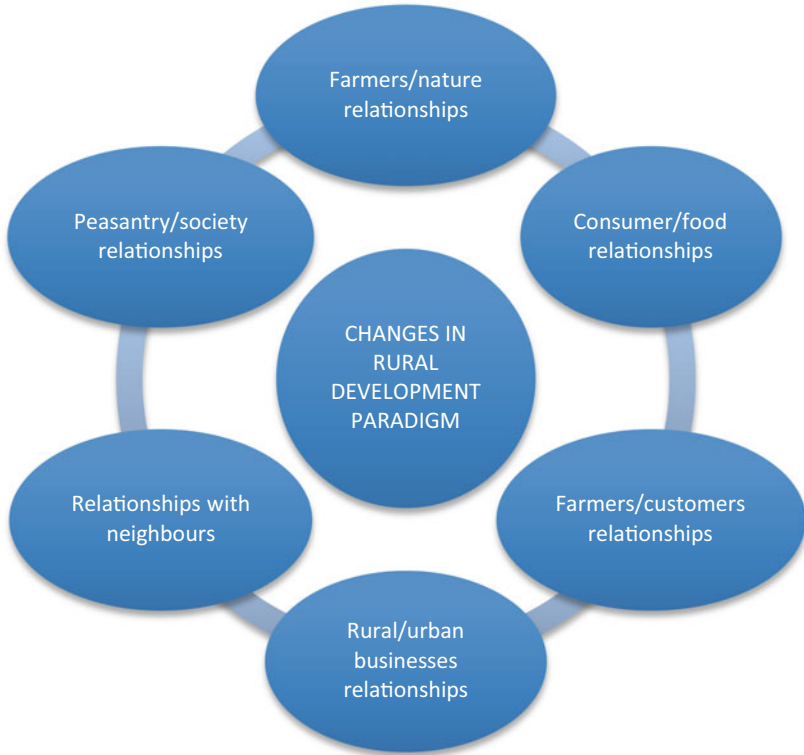 Farmers/nature
relationships
Consumer/food
relationships
Farmers/customers
relationships
Rural/urban
businesses
relationships
Relationships with
neighbours
Peasantry/society
relationships
CHANGES IN
RURAL
DEVELOPMENT
PARADIGM